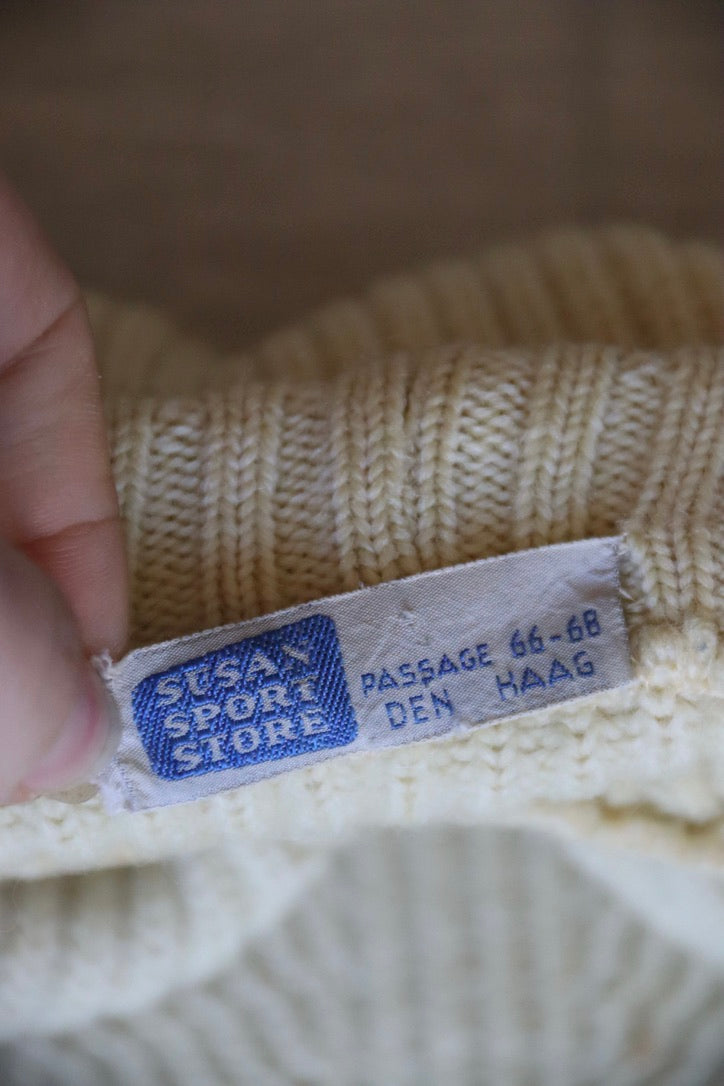 SUSAN
SPORT
STORE
PASSAGE 66-68
DEN HAAG